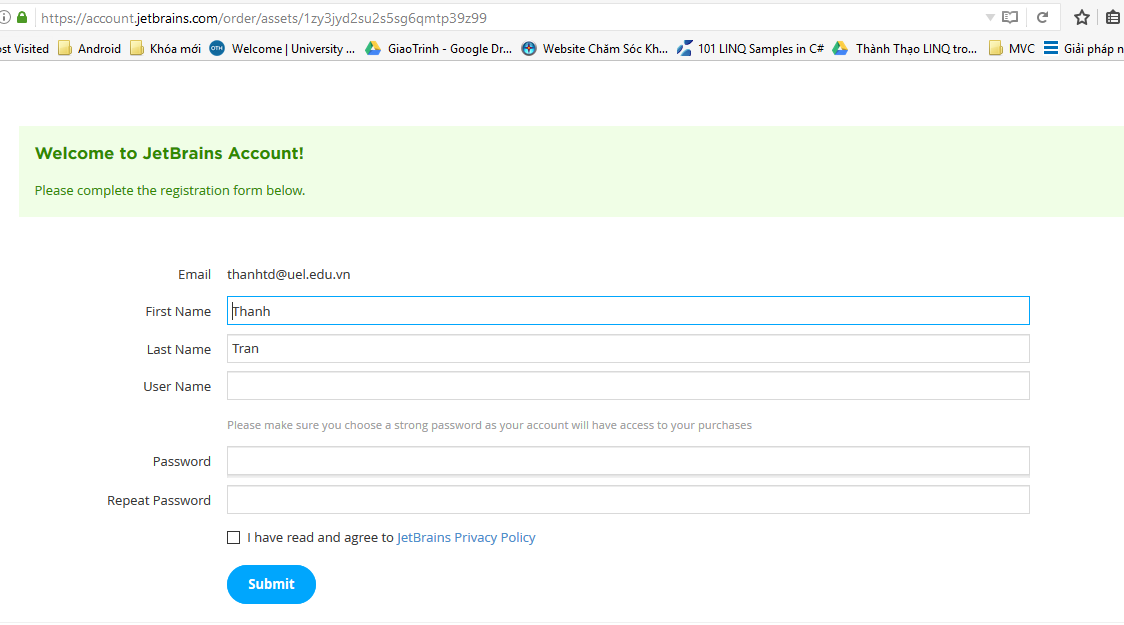 https://account.jetbrains.com/order/assets/1zy3jyd2su2s5sg6qmtp39z99
ost Visited Android Khóa mới OTH Welcome | University ... GiaoTrinh - Google Dr... Website Chăm Sóc Kh... 101 LINQ Samples in C# Thành Thạo LINQ tro... MVC Giải pháp n
Welcome to JetBrains Account!
Please complete the registration form below.
Email thanhtd@uel.edu.vn
First Name Thanh
Last Name Tran
User Name
Please make sure you choose a strong password as your account will have access to your purchases
Password
Repeat Password
I have read and agree to JetBrains Privacy Policy
Submit